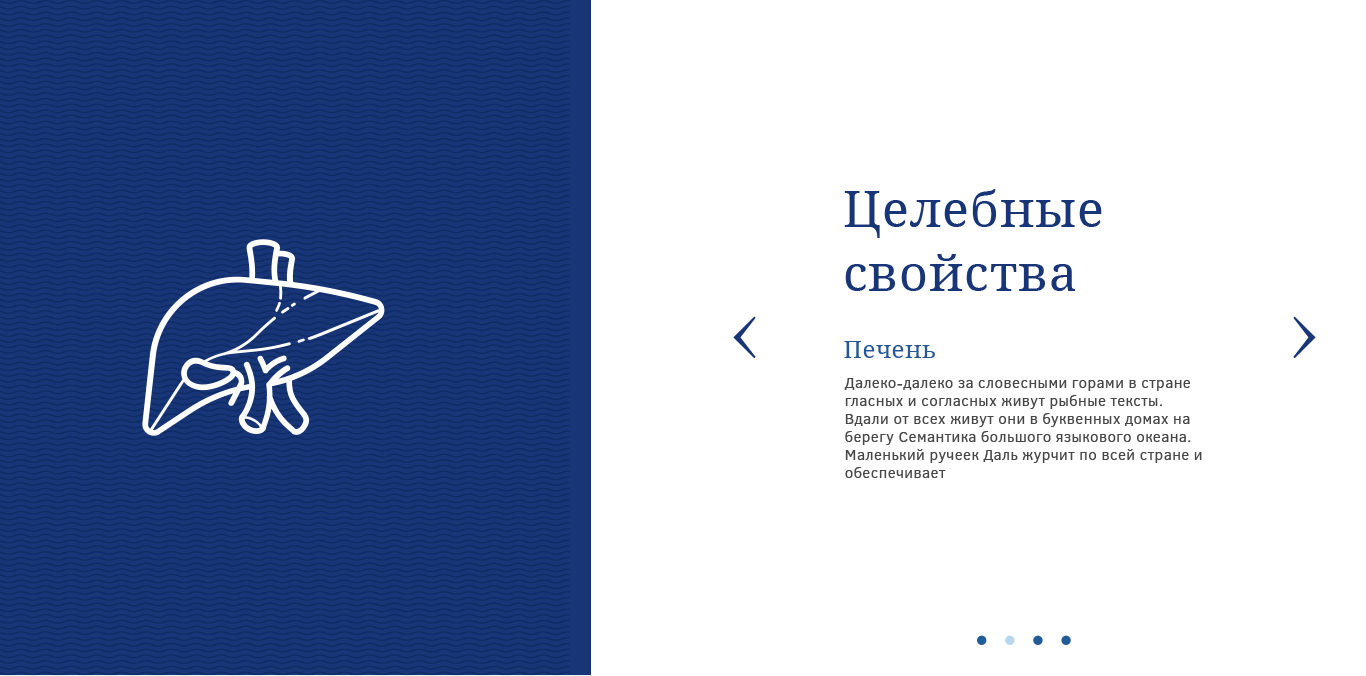 Целебные
свойства
Печень
Далеко-далеко за словесными горами в стране
гласных и согласных живут рыбные тексты.
Вдали от всех живут они в буквенных домах на
берегу Семантика большого языкового океана.
Маленький ручеек Даль журчит по всей стране и
обеспечивает